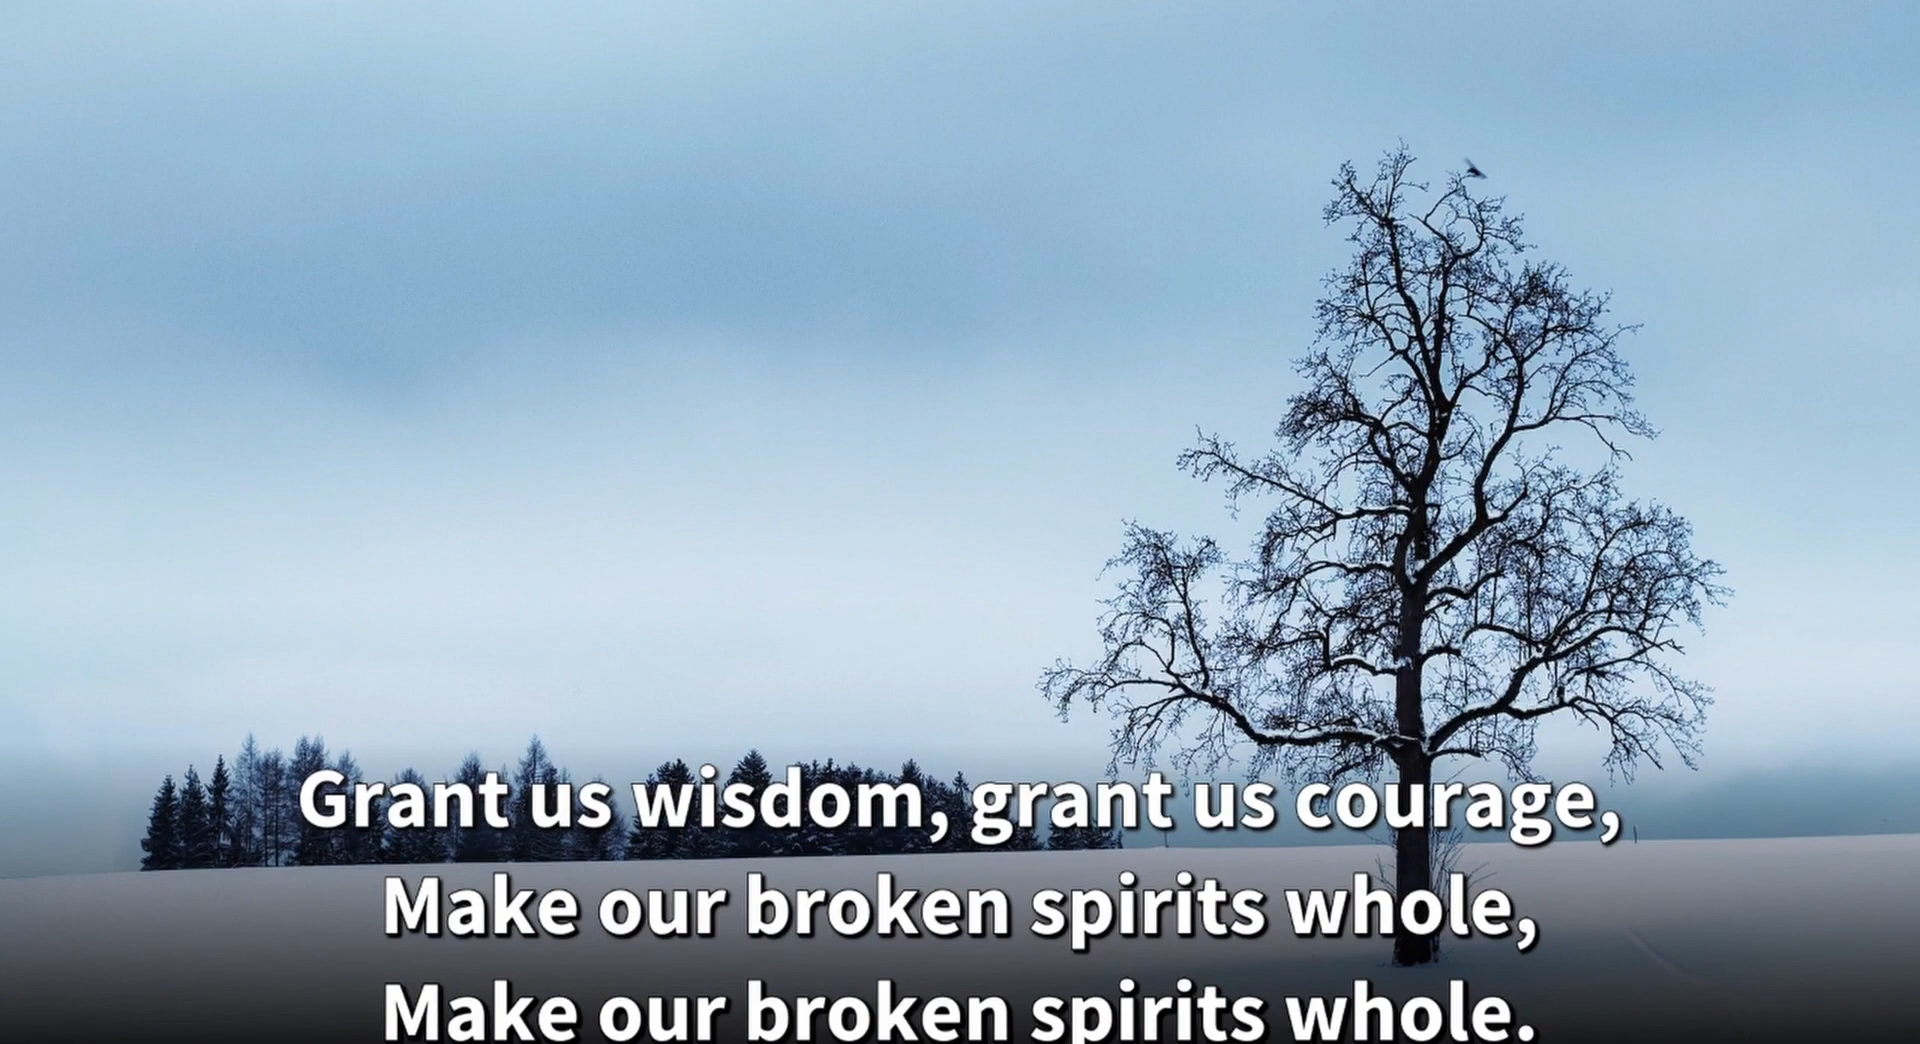 Grant us wisdom, grant us courage,
Make our broken spirits whole,
Make our broken spirits whole.